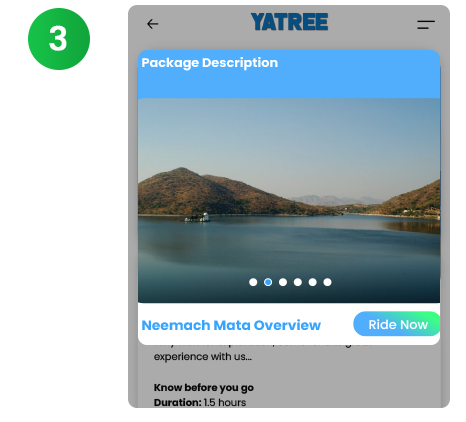 3
YATREE
Package Description
Neemach Mata Overview
Ride Now
experience with us...
Know before you go
Duration: 1.5 hours